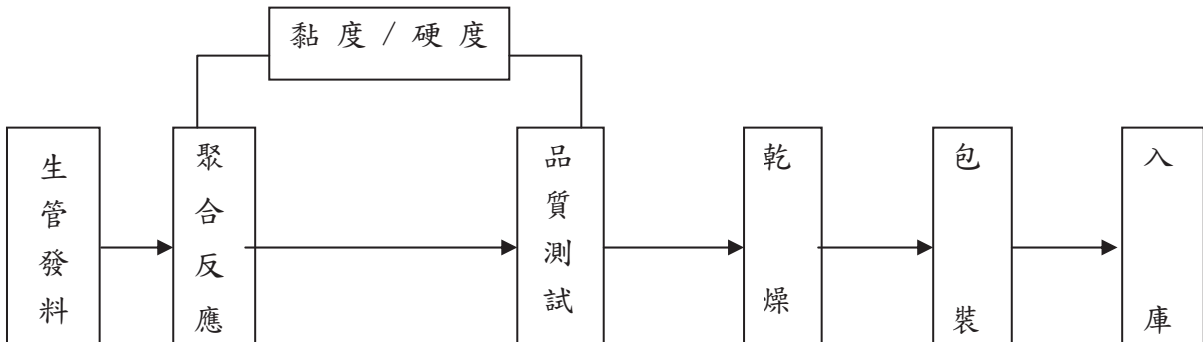 黏度/硬度
生管發料
聚合反應
品質測試
乾燥
包裝
入庫